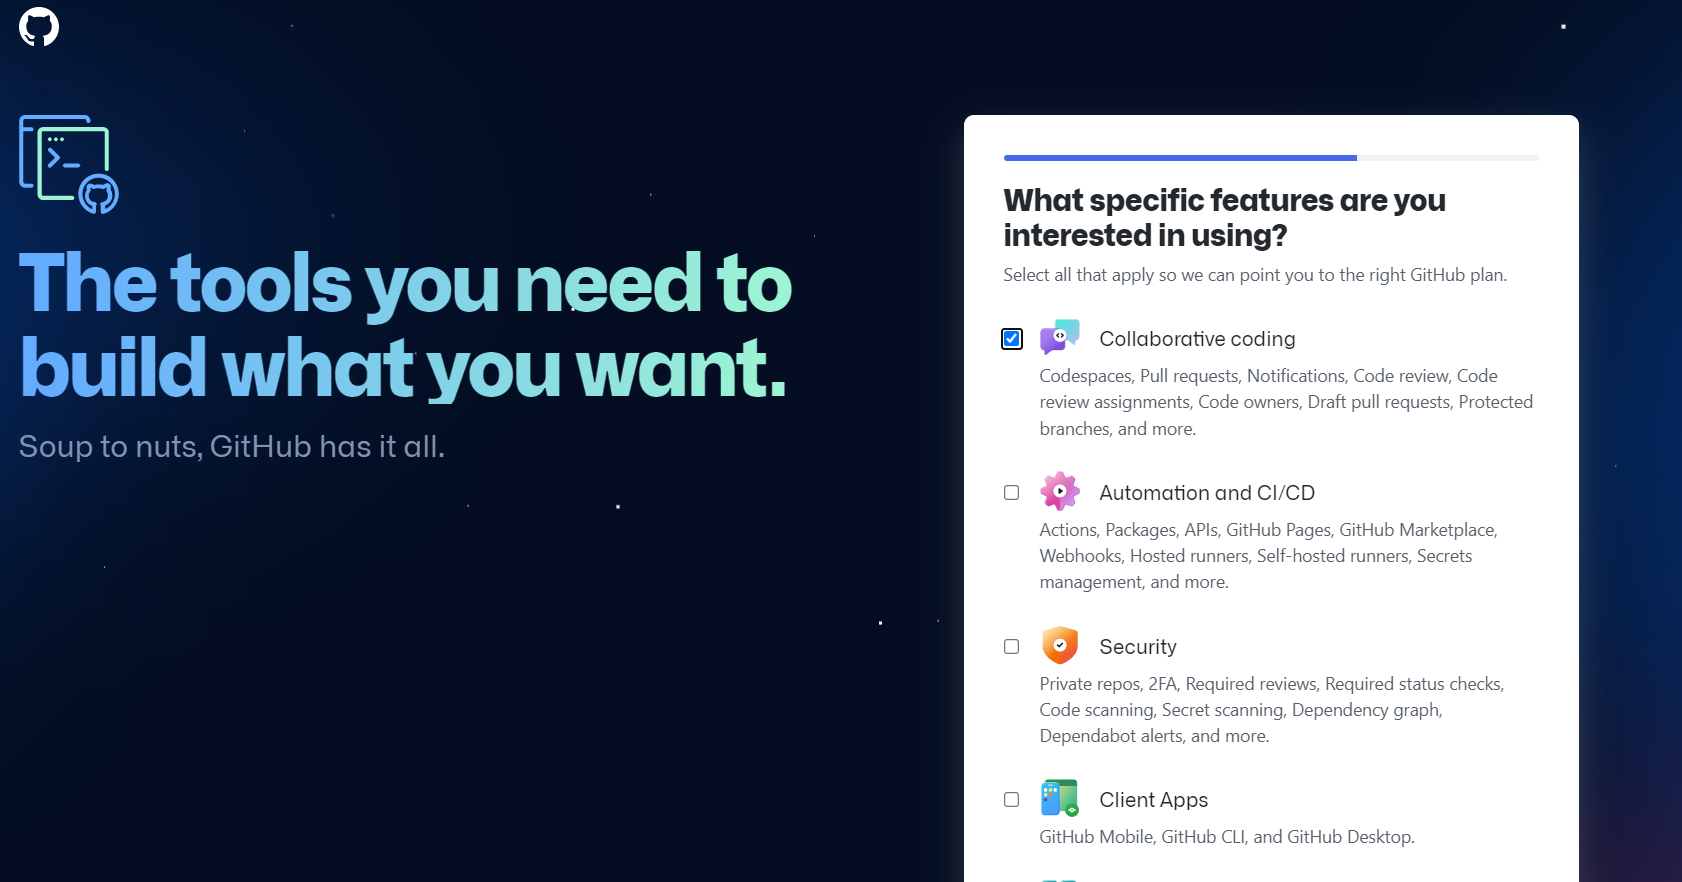 The tools you need to
build what you want.
Soup to nuts, GitHub has it all.
What specific features are you
interested in using?
Select all that apply so we can point you to the right GitHub plan.
Collaborative coding
Codespaces, Pull requests, Notifications, Code review, Code
review assignments, Code owners, Draft pull requests, Protected
branches, and more.
Automation and CI/CD
Actions, Packages, APIs, GitHub Pages, GitHub Marketplace,
Webhooks, Hosted runners, Self-hosted runners, Secrets
management, and more.
Security
Private repos, 2FA, Required reviews, Required status checks,
Code scanning, Secret scanning, Dependency graph,
Dependabot alerts, and more.
Client Apps
GitHub Mobile, GitHub CLI, and GitHub Desktop.